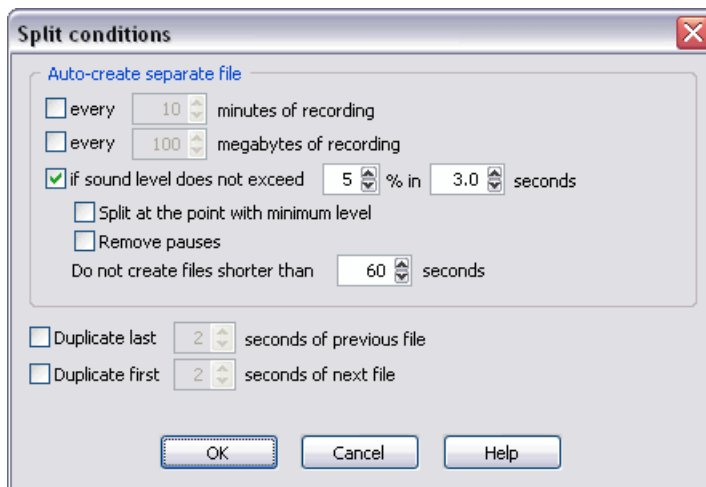 Split conditions
Auto-create separate file
every 10 minutes of recording
every 100 megabytes of recording
if sound level does not exceed 5 % in 3.0 seconds
Split at the point with minimum level
Remove pauses
Do not create files shorter than 60 seconds
Duplicate last 2 seconds of previous file
Duplicate first 2 seconds of next file
OK Cancel Help